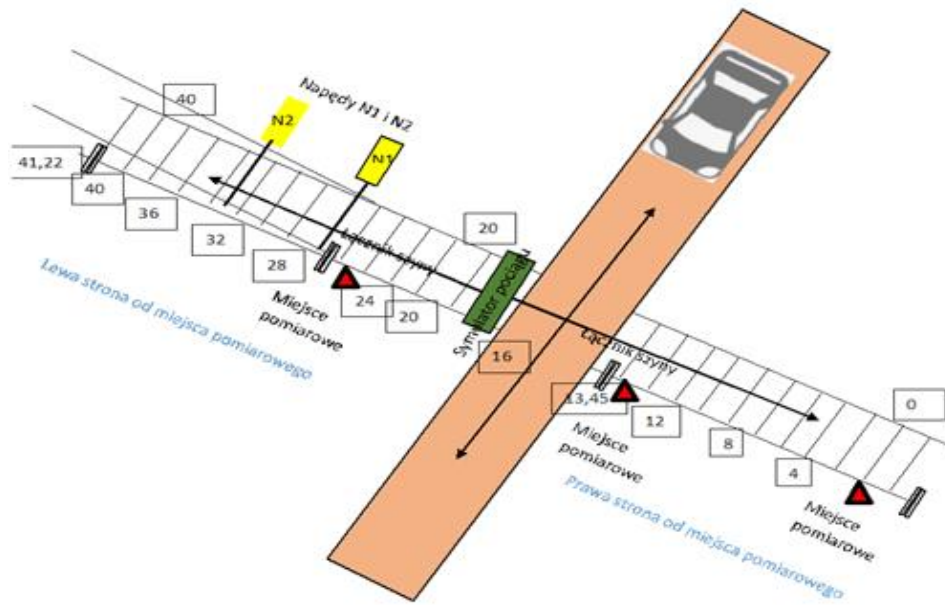 40
Napędy N1 i N2
N2
N1
41,22
40
36
32
28
24
20
20
Łącznik szyny
Symulator pociągu
16
Łącznik szyny
13,45
12
8
4
0
Lewa strona od miejsca pomiarowego
Miejsce
pomiarowe
Miejsce
pomiarowe
Miejsce
pomiarowe
Prawa strona od miejsca pomiarowego